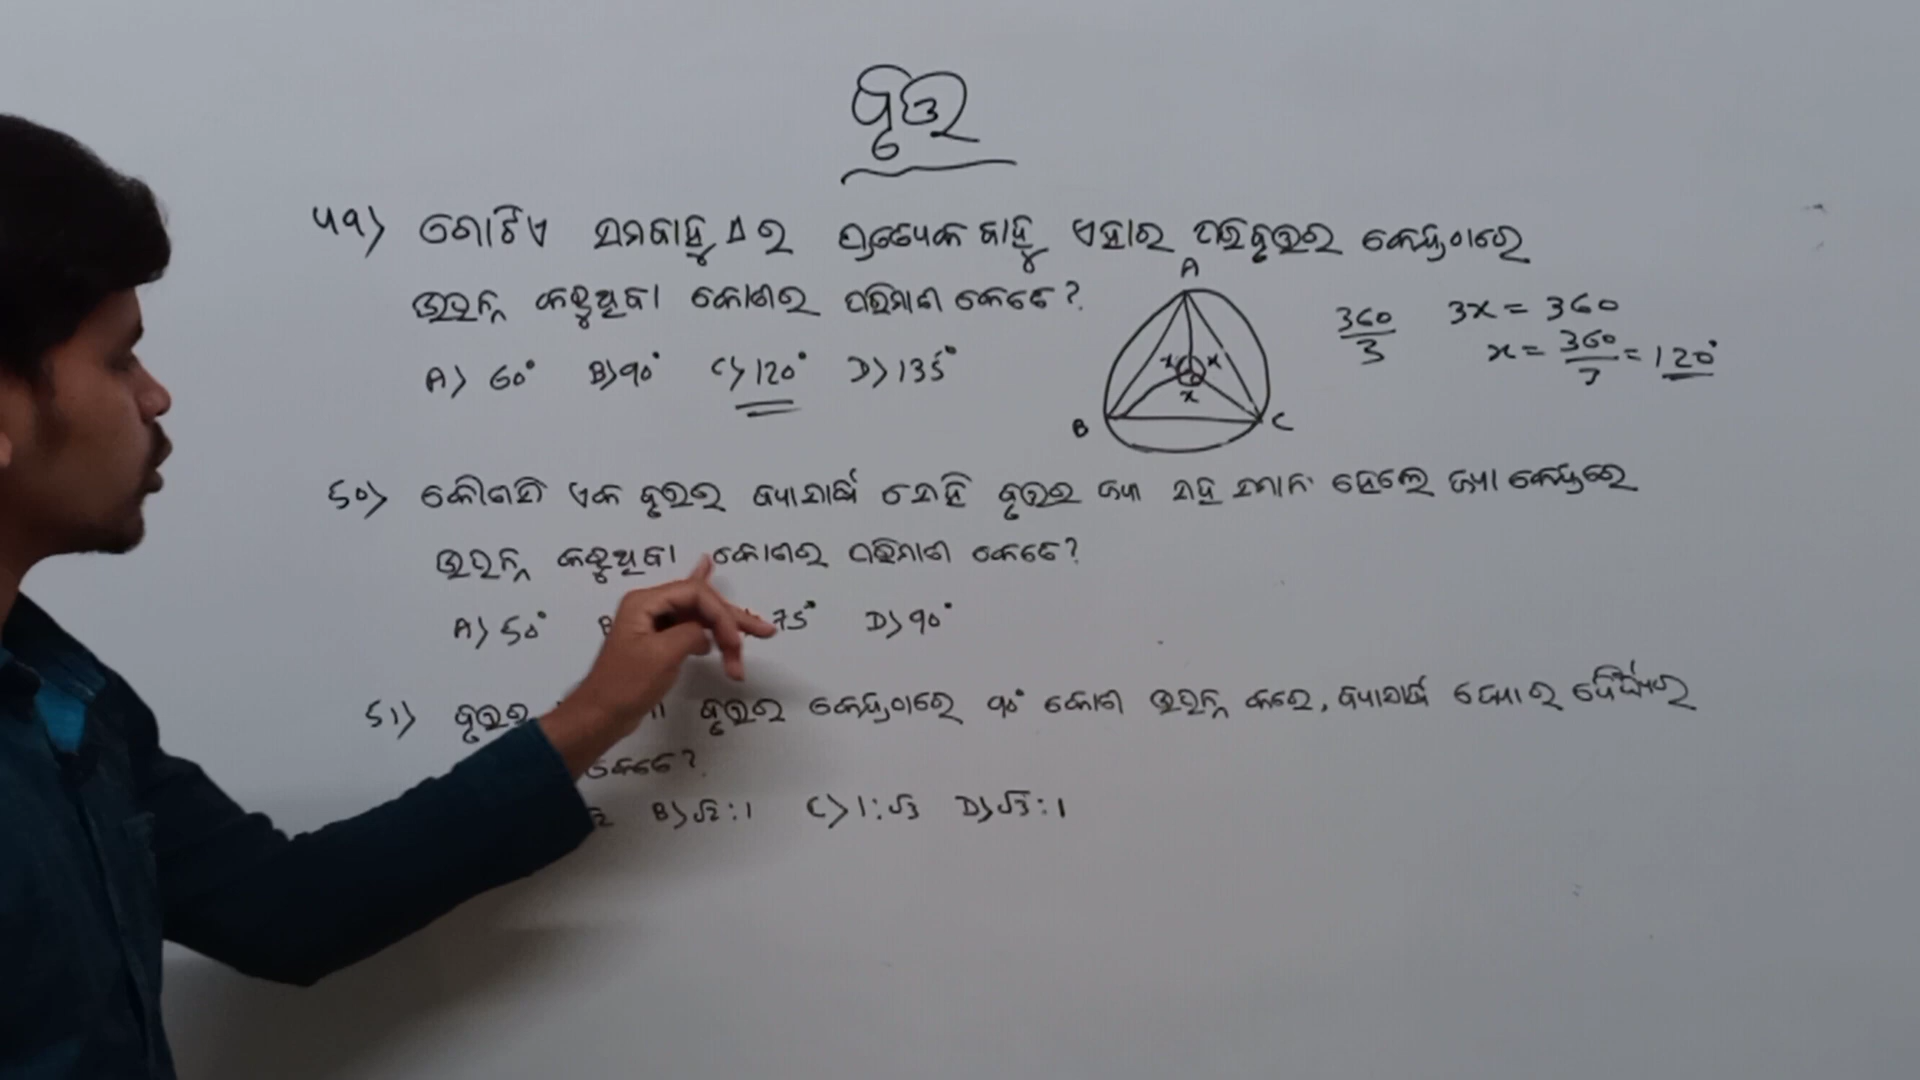 ବୃତ୍ତ
49) ଗୋଟିଏ ସମବାହୁ Δ ର ପ୍ରତ୍ୟେକ ବାହୁ ଏହାର ପରିବୃତ୍ତର କେନ୍ଦ୍ରଠାରେ
ଉତ୍ପନ୍ନ କରୁଥିବା କୋଣର ପରିମାଣ କେତେ?
A) 60° B) 90° C) 120° D) 135°
A
x x
x
B C
360/3
3x = 360
x = 360/3 = 120°
50) କୌଣସି ଏକ ବୃତ୍ତର ବ୍ୟାସାର୍ଧ ସେହି ବୃତ୍ତର ଜ୍ୟା ସହ ସମାନ ହେଲେ ଜ୍ୟା କେନ୍ଦ୍ରରେ
ଉତ୍ପନ୍ନ କରୁଥିବା କୋଣର ପରିମାଣ କେତେ?
A) 50° 75° D) 90°
51) ବୃତ୍ତର ବୃତ୍ତର କେନ୍ଦ୍ରଠାରେ 90° କୋଣ ଉତ୍ପନ୍ନ କରେ, ବ୍ୟାସାର୍ଧ ଓ ଜ୍ୟାର ଦୈର୍ଘ୍ୟର
କେତେ?
B) √2 : 1 C) 1 : √3 D) √3 : 1